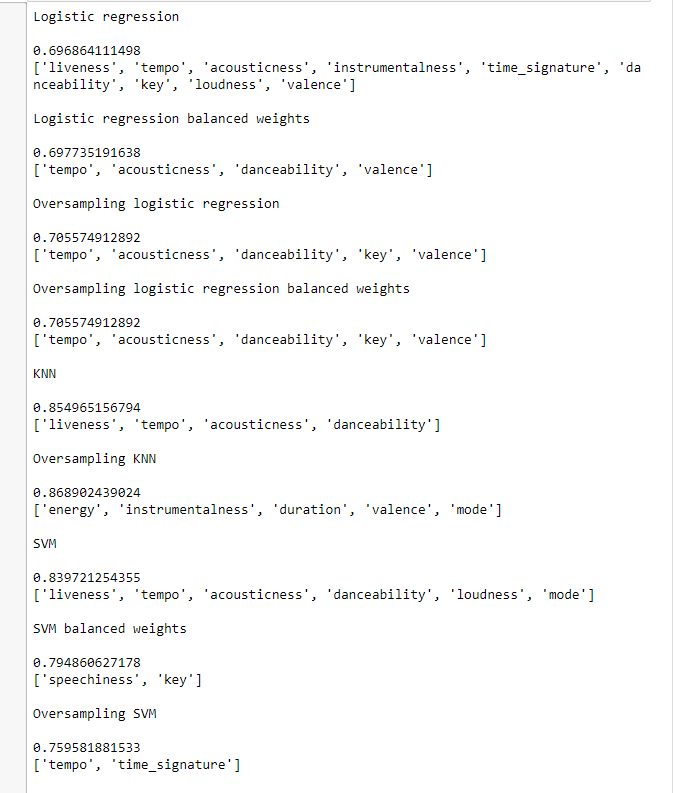 Logistic regression
0.696864111498
['liveness', 'tempo', 'acousticness', 'instrumentalness', 'time_signature', 'da
nceability', 'key', 'loudness', 'valence']
Logistic regression balanced weights
0.697735191638
['tempo', 'acousticness', 'danceability', 'valence']
Oversampling logistic regression
0.705574912892
['tempo', 'acousticness', 'danceability', 'key', 'valence']
Oversampling logistic regression balanced weights
0.705574912892
['tempo', 'acousticness', 'danceability', 'key', 'valence']
KNN
0.854965156794
['liveness', 'tempo', 'acousticness', 'danceability']
Oversampling KNN
0.868902439024
['energy', 'instrumentalness', 'duration', 'valence', 'mode']
SVM
0.839721254355
['liveness', 'tempo', 'acousticness', 'danceability', 'loudness', 'mode']
SVM balanced weights
0.794860627178
['speechiness', 'key']
Oversampling SVM
0.759581881533
['tempo', 'time_signature']